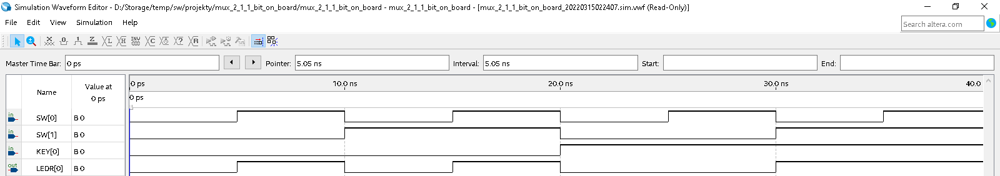 Simulation Waveform Editor - D:/Storage/temp/sw/projekty/mux_2_1_1_bit_on_board/mux_2_1_1_bit_on_board - mux_2_1_1_bit_on_board - [mux_2_1_1_bit_on_board_20220315022407.sim.vwf (Read-Only)]
File Edit View Simulation Help
Search altera.com
0 1 Z L H INV C ? R
Master Time Bar: 0 ps Pointer: 5.05 ns Interval: 5.05 ns Start: End:
Name Value at 0 ps
0 ps 10.0 ns 20.0 ns 30.0 ns 40.0
0 ps
in SW[0] B 0
in SW[1] B 0
in KEY[0] B 0
out LEDR[0] B 0